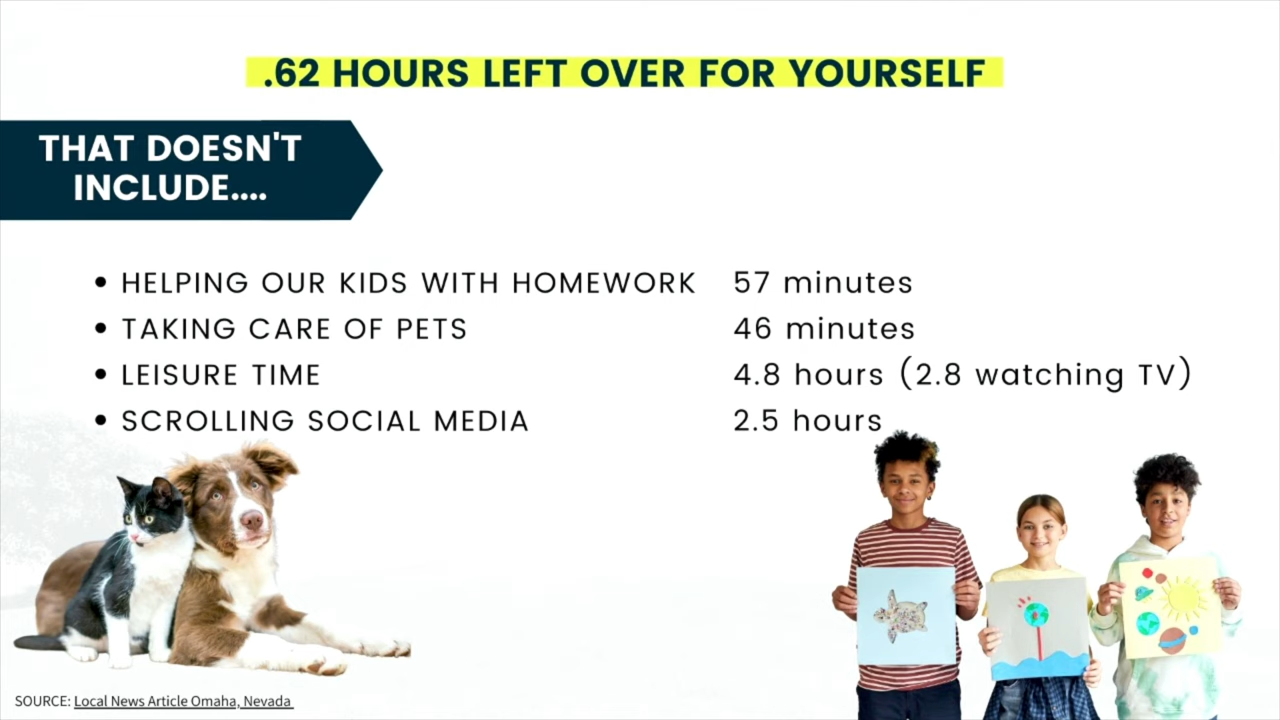 .62 HOURS LEFT OVER FOR YOURSELF
THAT DOESN'T
INCLUDE....
• HELPING OUR KIDS WITH HOMEWORK 57 minutes
• TAKING CARE OF PETS 46 minutes
• LEISURE TIME 4.8 hours (2.8 watching TV)
• SCROLLING SOCIAL MEDIA 2.5 hours
SOURCE: Local News Article Omaha, Nevada